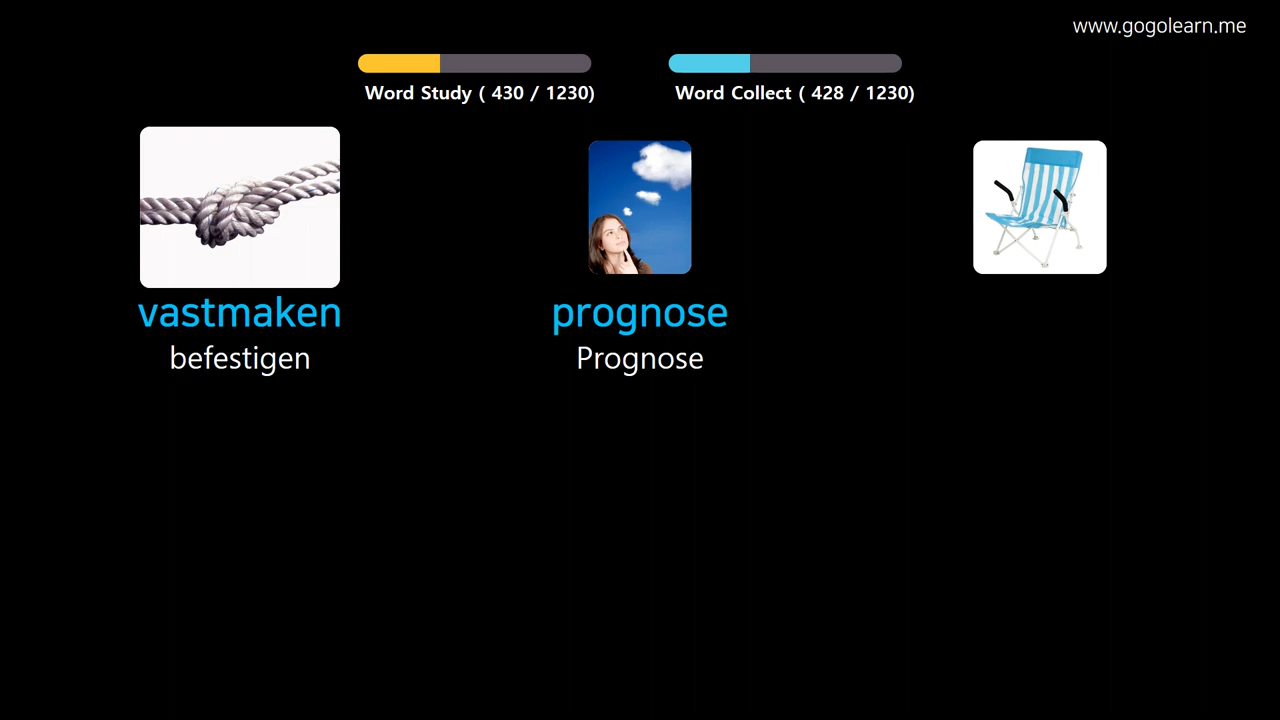 www.gogolearn.me
Word Study ( 430 / 1230)
Word Collect ( 428 / 1230)
vastmaken
befestigen
prognose
Prognose